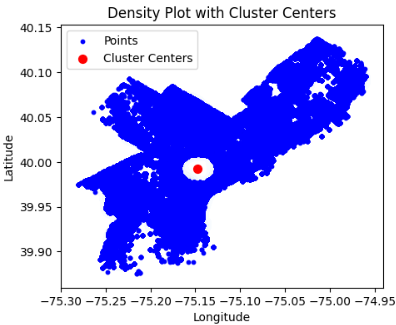 Density Plot with Cluster Centers
Points
Cluster Centers
40.15
40.10
40.05
40.00
39.95
39.90
Latitude
−75.30 −75.25 −75.20 −75.15 −75.10 −75.05 −75.00 −74.95
Longitude